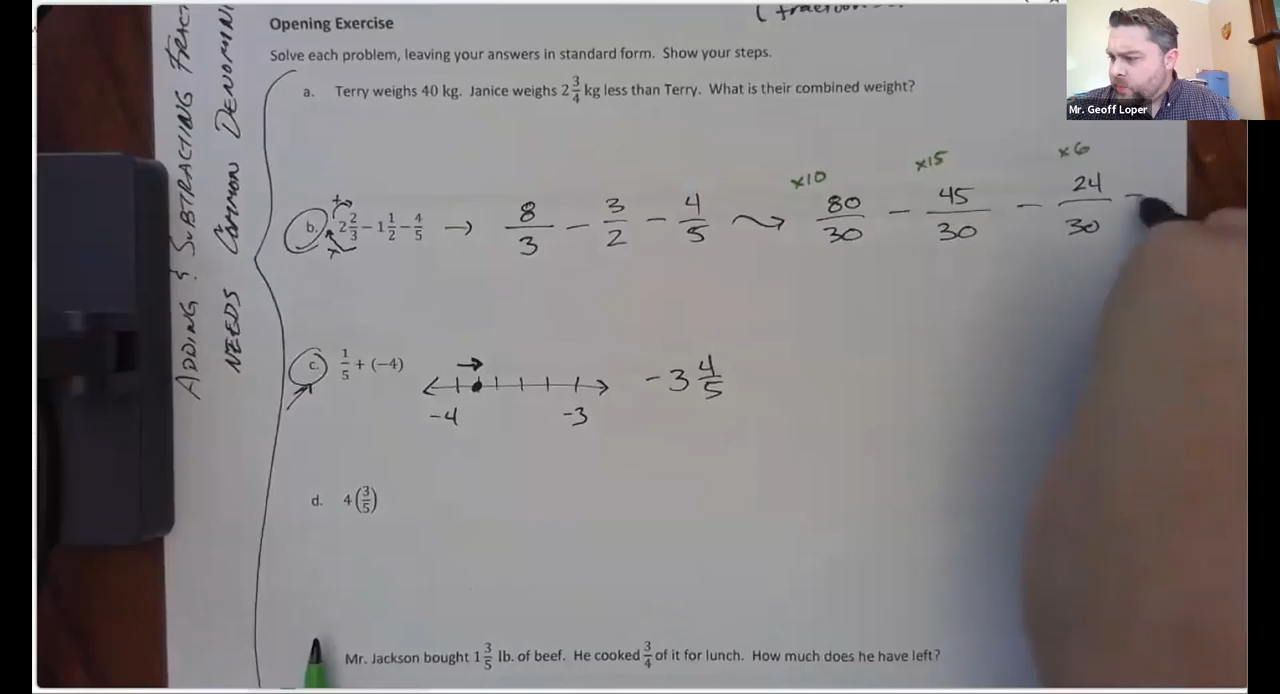 Opening Exercise
Solve each problem, leaving your answers in standard form. Show your steps.
a. Terry weighs 40 kg. Janice weighs 2 3/4 kg less than Terry. What is their combined weight?
Mr. Geoff Loper
ADDING & SUBTRACTING
NEEDS COMMON
×10 ×15 ×6
b. 2 2/3 − 1 1/2 − 4/5 → 8/3 − 3/2 − 4/5 ⇝ 80/30 − 45/30 − 24/30
+
×
c. 1/5 + (−4)
→
−4 −3
−3 4/5
d. 4(3/5)
Mr. Jackson bought 1 3/5 lb. of beef. He cooked 3/4 of it for lunch. How much does he have left?